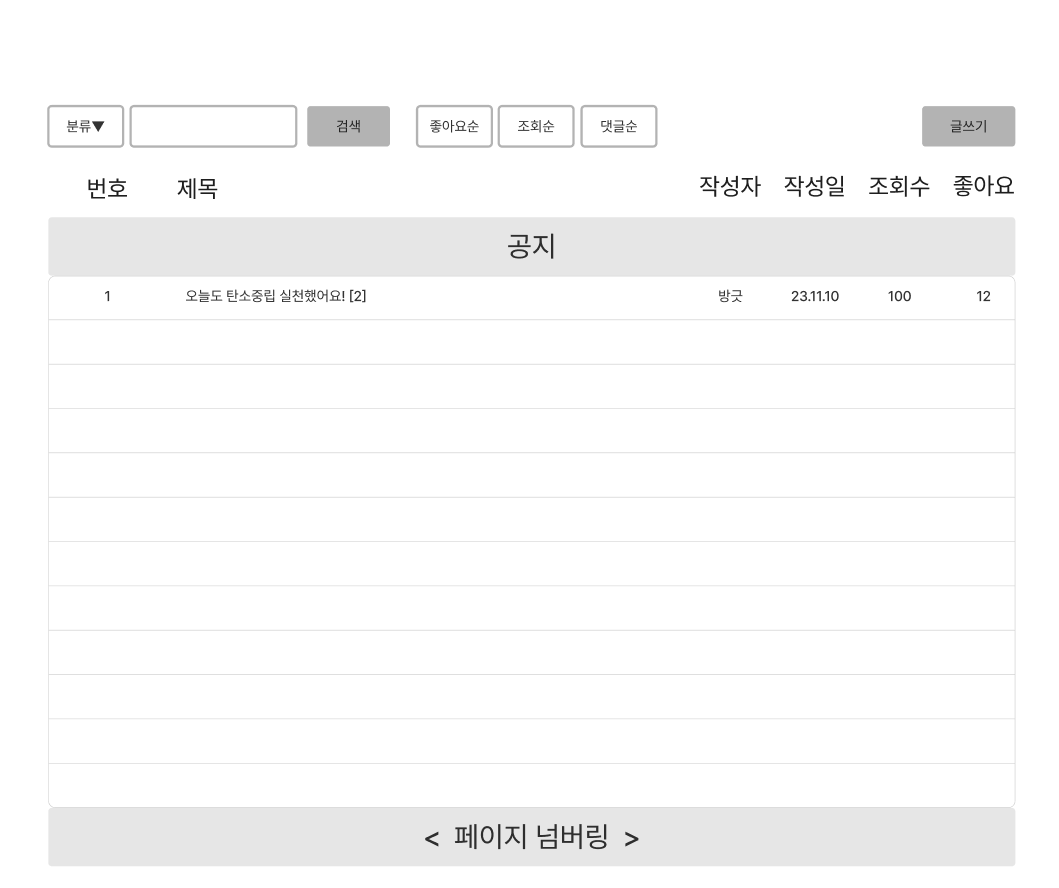 분류▼ 검색 좋아요순 조회순 댓글순 글쓰기
번호 제목 작성자 작성일 조회수 좋아요
공지
1 오늘도 탄소중립 실천했어요! [2] 방긋 23.11.10 100 12
< 페이지 넘버링 >